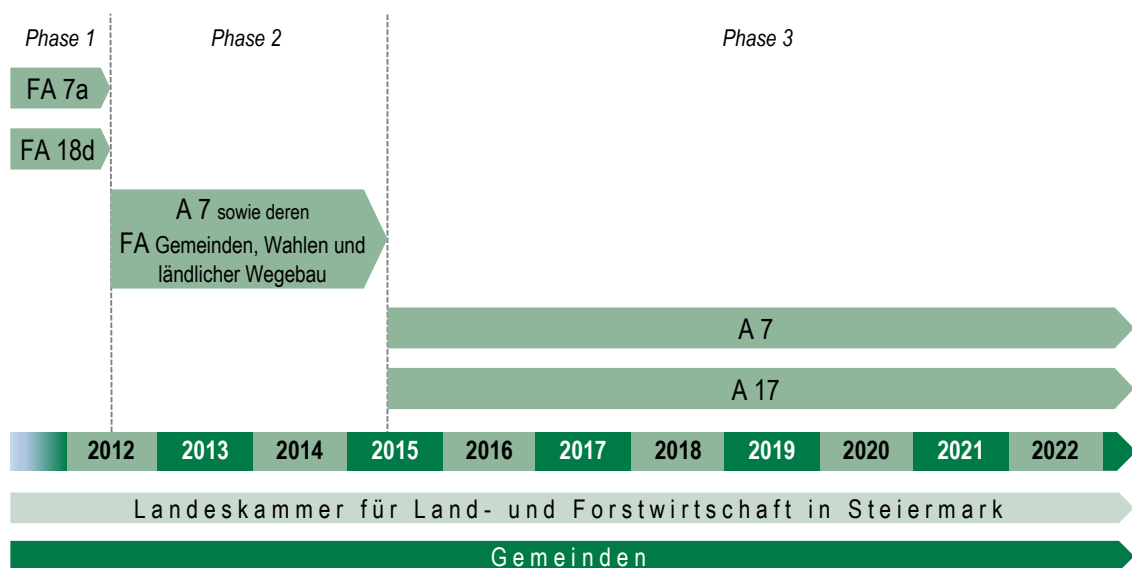 Phase 1
Phase 2
Phase 3
FA 7a
FA 18d
A 7 sowie deren
FA Gemeinden, Wahlen und
ländlicher Wegebau
A 7
A 17
2012 2013 2014 2015 2016 2017 2018 2019 2020 2021 2022
Landeskammer für Land- und Forstwirtschaft in Steiermark
Gemeinden